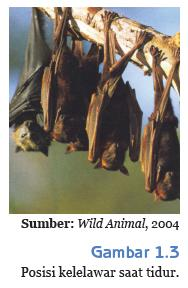 Sumber: Wild Animal, 2004
Gambar 1.3
Posisi kelelawar saat tidur.